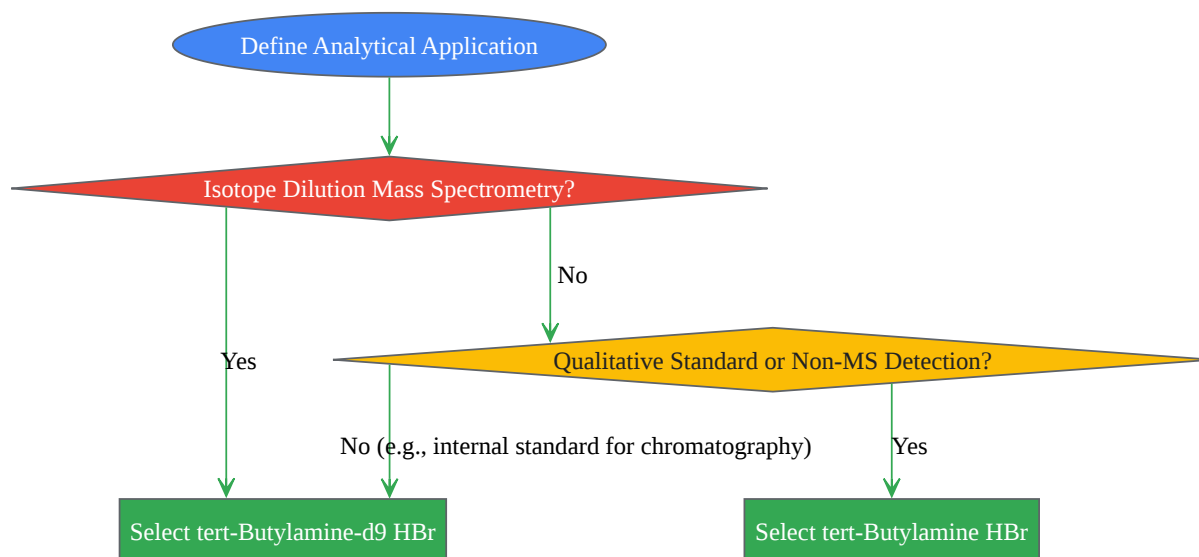 Define Analytical Application
Isotope Dilution Mass Spectrometry?
No
Yes
Qualitative Standard or Non-MS Detection?
No (e.g., internal standard for chromatography)
Yes
Select tert-Butylamine-d9 HBr
Select tert-Butylamine HBr